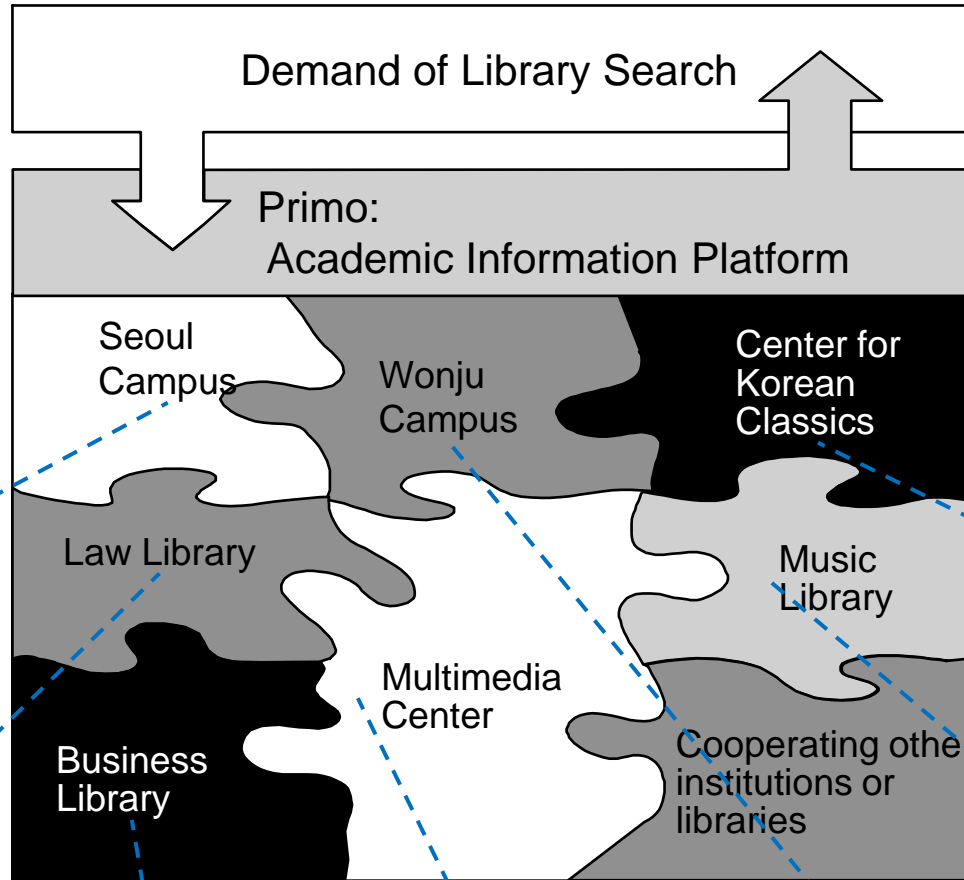 Demand of Library Search
Primo:
Academic Information Platform
Seoul
Campus
Wonju
Campus
Center for
Korean
Classics
Law Library
Music
Library
Multimedia
Center
Business
Library
Cooperating othe
institutions or
libraries